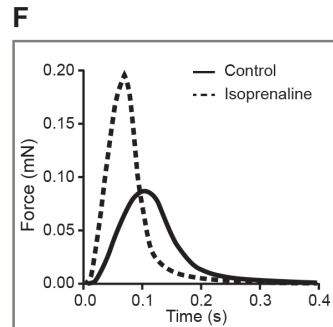 F
0.20
0.15
0.10
0.05
0.00
Force (mN)
Control
Isoprenaline
0.0 0.1 0.2 0.3 0.4
Time (s)